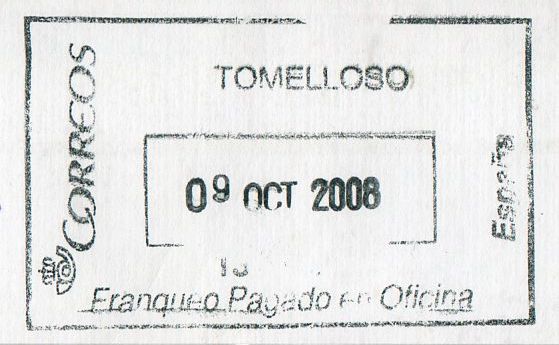 TOMELLOSO
CORREOS
09 OCT 2008
España
Franqueo Pagado en Oficina